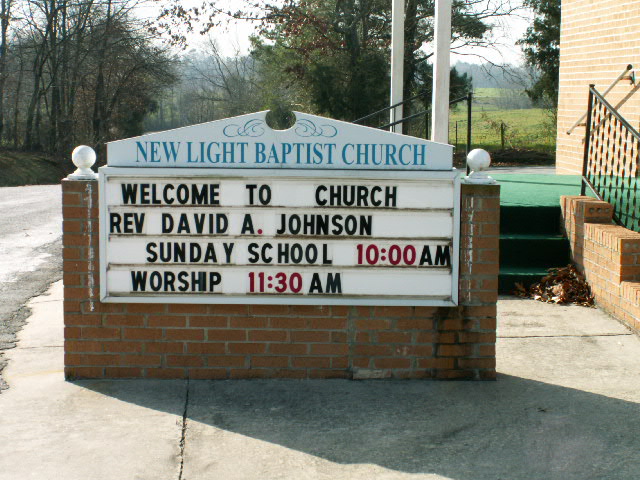 NEW LIGHT BAPTIST CHURCH
WELCOME TO CHURCH
REV DAVID A. JOHNSON
SUNDAY SCHOOL 10:00 AM
WORSHIP 11:30 AM